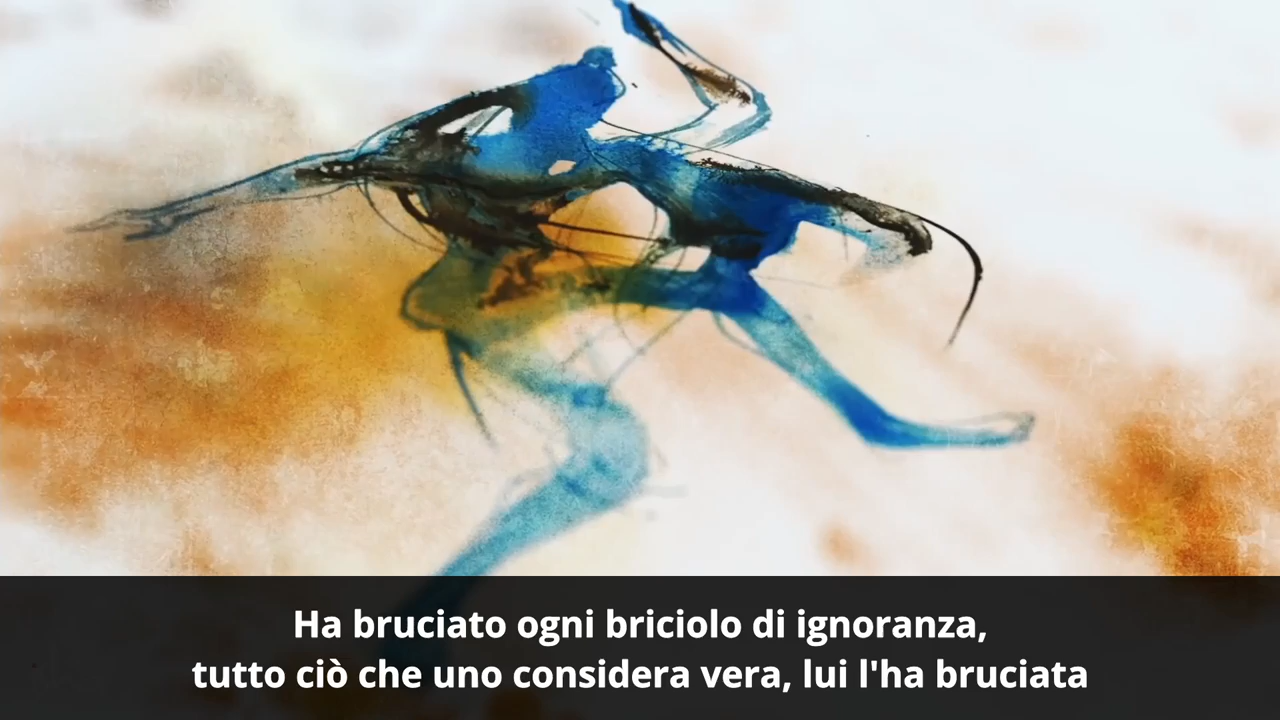 Ha bruciato ogni briciolo di ignoranza,
tutto ciò che uno considera vera, lui l'ha bruciata